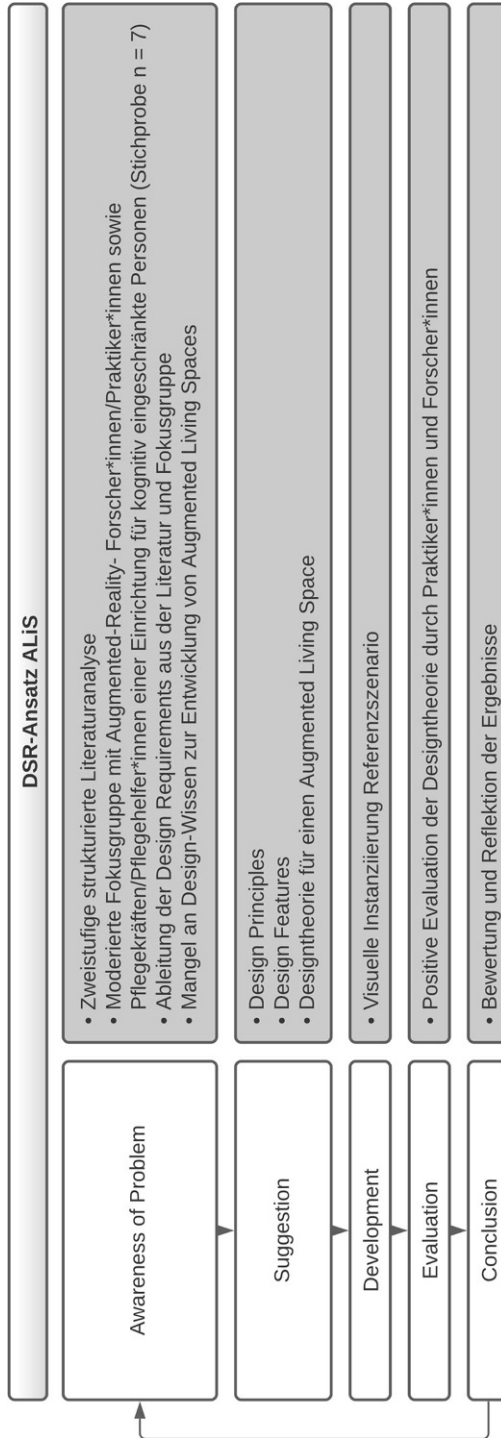 DSR-Ansatz ALiS
Awareness of Problem
• Zweistufige strukturierte Literaturanalyse
• Moderierte Fokusgruppe mit Augmented-Reality- Forscher*innen/Praktiker*innen sowie
Pflegekräften/Pflegehelfer*innen einer Einrichtung für kognitiv eingeschränkte Personen (Stichprobe n = 7)
• Ableitung der Design Requirements aus der Literatur und Fokusgruppe
• Mangel an Design-Wissen zur Entwicklung von Augmented Living Spaces
Suggestion
• Design Principles
• Design Features
• Designtheorie für einen Augmented Living Space
Development
• Visuelle Instanziierung Referenzszenario
Evaluation
• Positive Evaluation der Designtheorie durch Praktiker*innen und Forscher*innen
Conclusion
• Bewertung und Reflektion der Ergebnisse